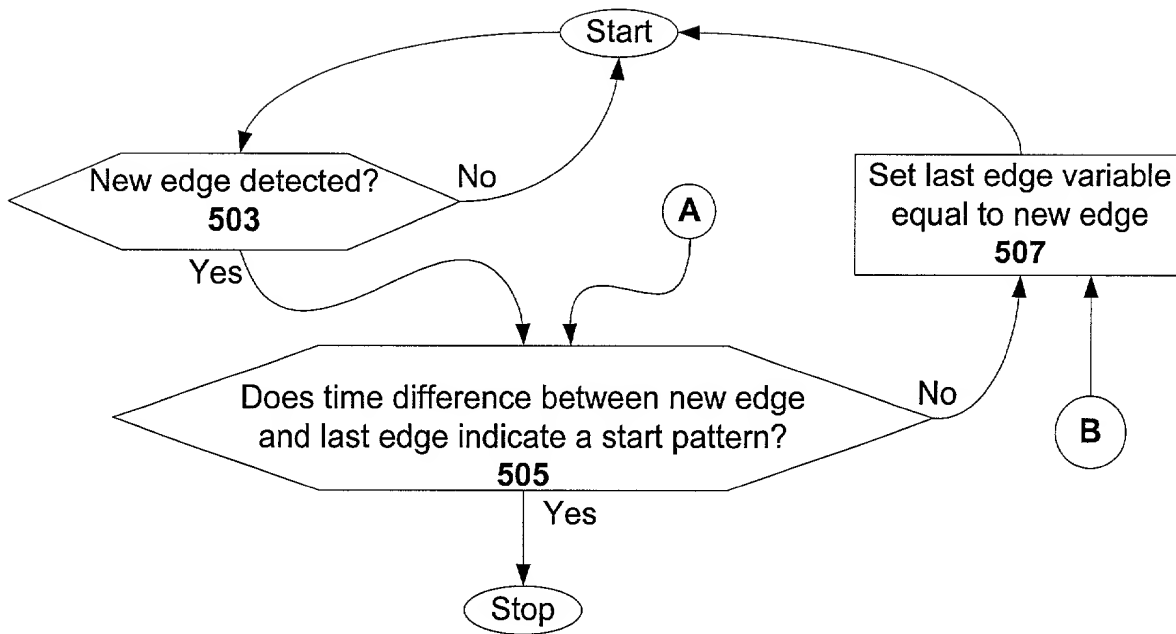 Start
New edge detected?
503
No
Yes
A
Set last edge variable
equal to new edge
507
Does time difference between new edge
and last edge indicate a start pattern?
505
No
B
Yes
Stop